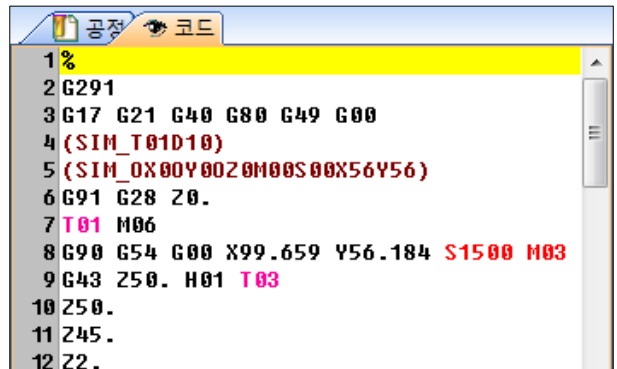 공정 코드
1 %
2 G291
3 G17 G21 G40 G80 G49 G00
4 (SIM_T01D10)
5 (SIM_OX00Y00Z0M00S00X56Y56)
6 G91 G28 Z0.
7 T01 M06
8 G90 G54 G00 X99.659 Y56.184 S1500 M03
9 G43 Z50. H01 T03
10 Z50.
11 Z45.
12 Z2.